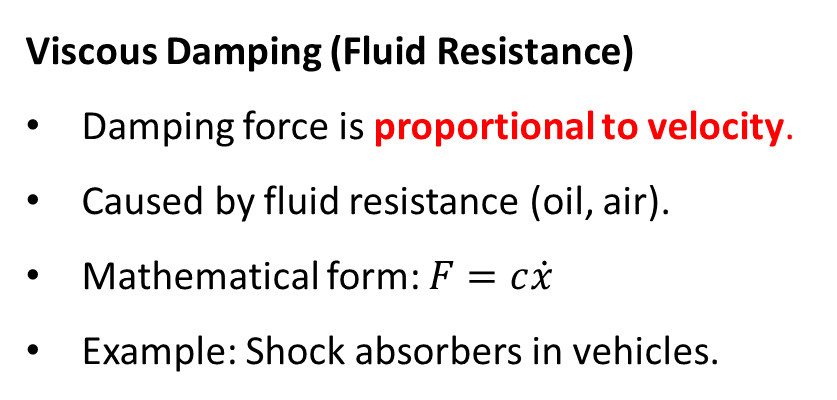 Viscous Damping (Fluid Resistance)
• Damping force is proportional to velocity.
• Caused by fluid resistance (oil, air).
• Mathematical form: F = cẋ
• Example: Shock absorbers in vehicles.